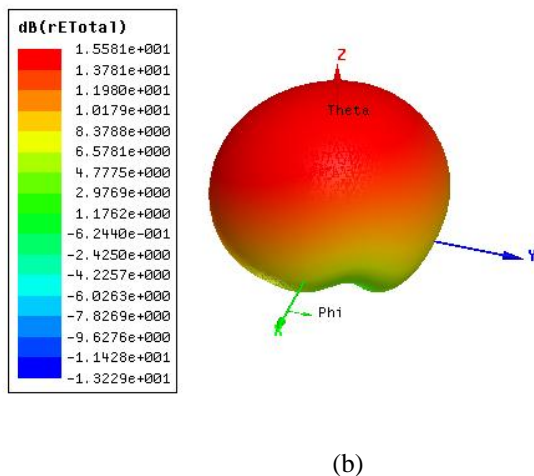 dB(rETotal)
1.5581e+001
1.3781e+001
1.1980e+001
1.0179e+001
8.3788e+000
6.5781e+000
4.7775e+000
2.9769e+000
1.1762e+000
-6.2440e-001
-2.4250e+000
-4.2257e+000
-6.0263e+000
-7.8269e+000
-9.6276e+000
-1.1428e+001
-1.3229e+001
Z
Theta
Y
Phi
X
(b)